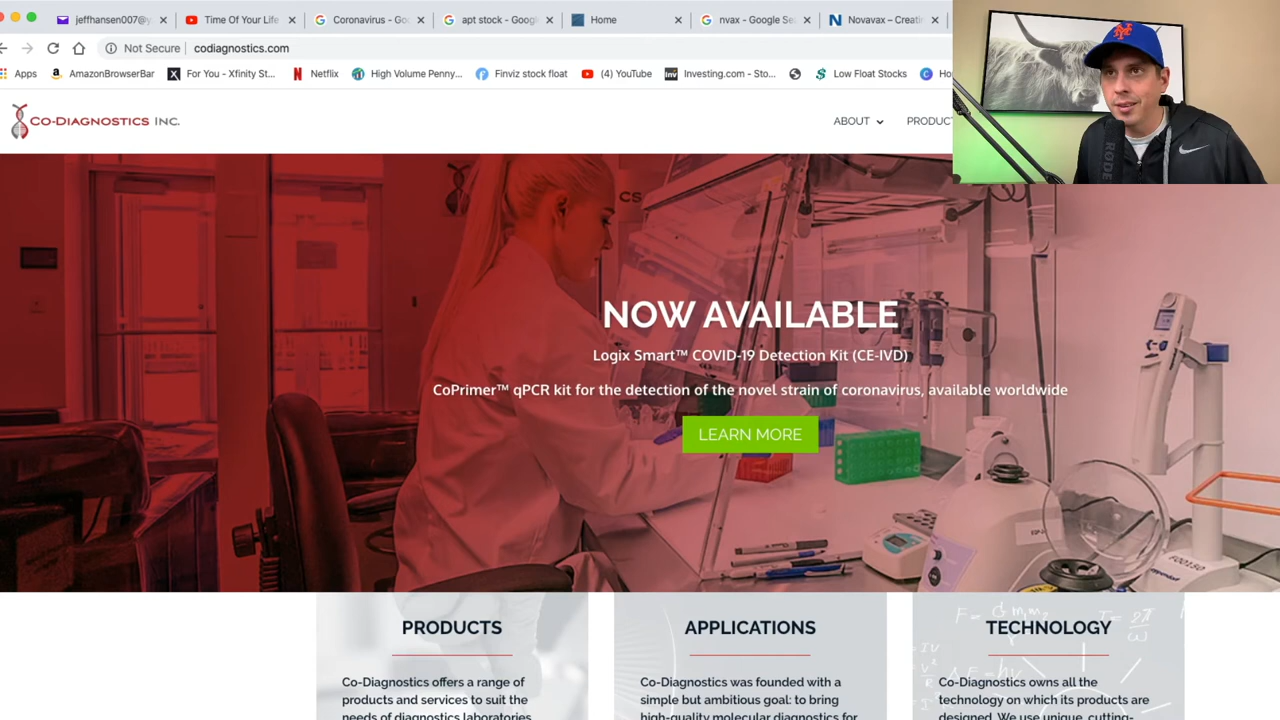 jeffhansen007@y
Time Of Your Life
Coronavirus - Go
apt stock - Googl
Home
nvax - Google Se
Novavax – Creati
Not Secure
codiagnostics.com
Apps
AmazonBrowserBar
For You - Xfinity St...
Netflix
High Volume Penny...
Finviz stock float
(4) YouTube
Inv
Investing.com - Sto...
Low Float Stocks
Ho
CO-DIAGNOSTICS INC.
ABOUT
PRODUC
RØDE
NOW AVAILABLE
Logix Smart™ COVID-19 Detection Kit (CE-IVD)
CoPrimer™ qPCR kit for the detection of the novel strain of coronavirus, available worldwide
LEARN MORE
PRODUCTS
APPLICATIONS
TECHNOLOGY
Co-Diagnostics offers a range of
products and services to suit the
needs of diagnostics laboratories
Co-Diagnostics was founded with a
simple but ambitious goal: to bring
high-quality molecular diagnostics for
Co-Diagnostics owns all the
technology on which its products are
designed. We use unique, cutting-